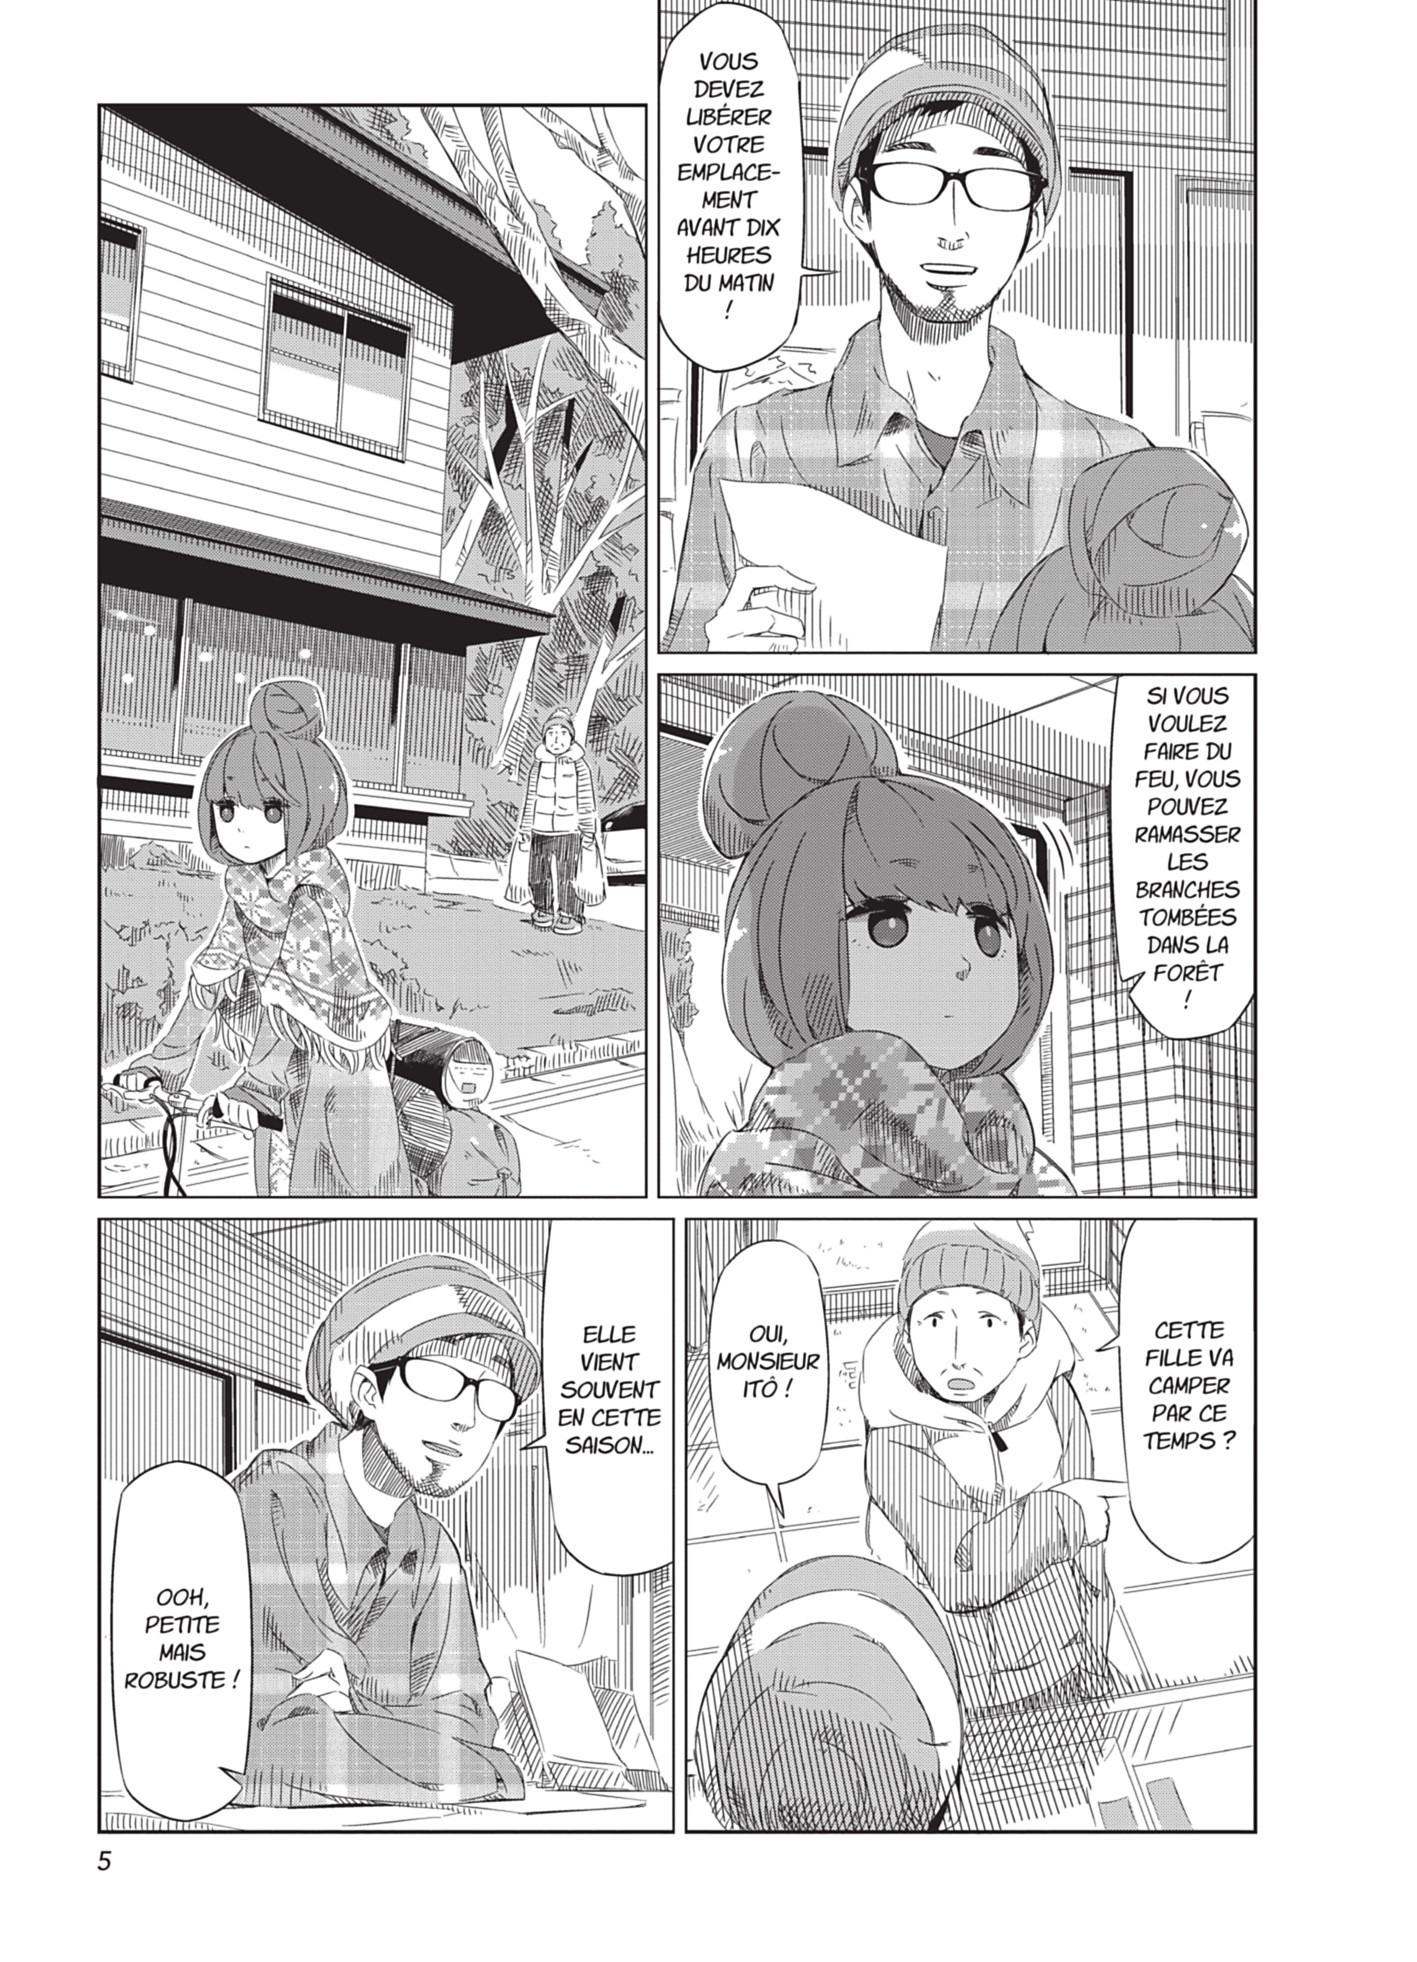 VOUS
DEVEZ
LIBÉRER
VOTRE
EMPLACE-
MENT
AVANT DIX
HEURES
DU MATIN
!
SI VOUS
VOULEZ
FAIRE DU
FEU, VOUS
POUVEZ
RAMASSER
LES
BRANCHES
TOMBÉES
DANS LA
FORÊT
!
CETTE
FILLE VA
CAMPER
PAR CE
TEMPS ?
OUI,
MONSIEUR
ITÔ !
ELLE
VIENT
SOUVENT
EN CETTE
SAISON...
OOH,
PETITE
MAIS
ROBUSTE !
5